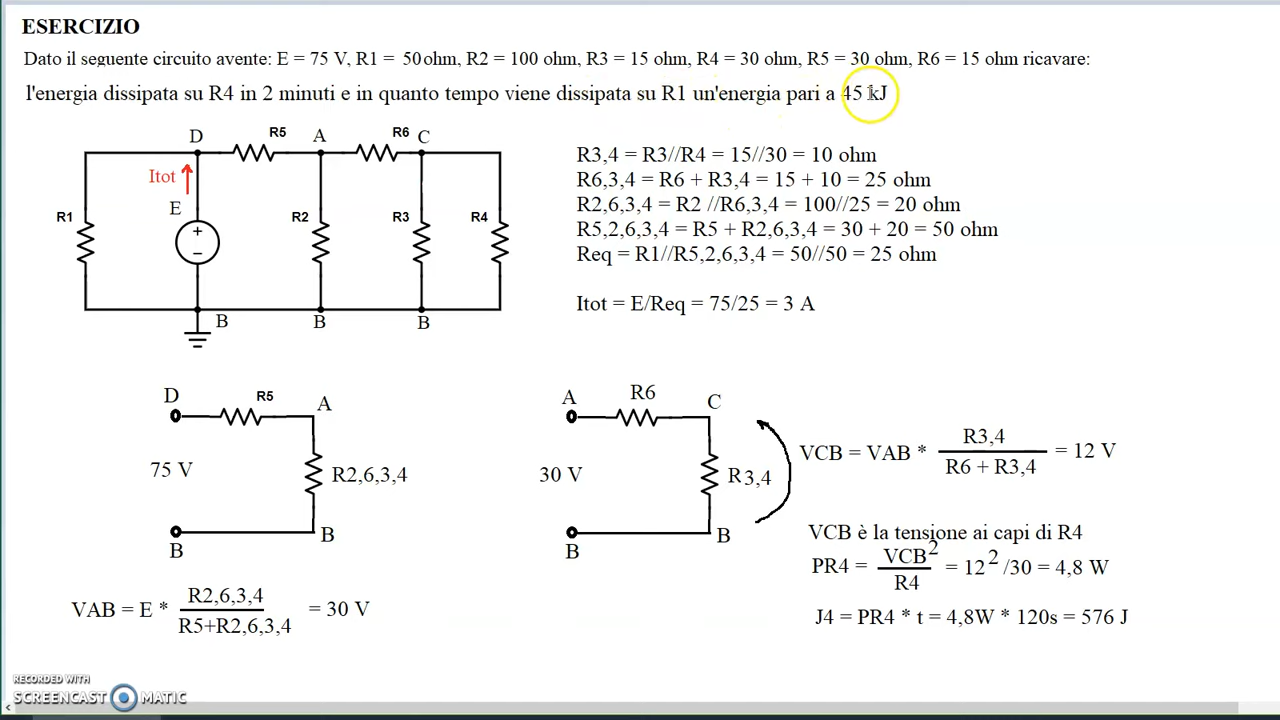 ESERCIZIO
Dato il seguente circuito avente: E = 75 V, R1 = 50ohm, R2 = 100 ohm, R3 = 15 ohm, R4 = 30 ohm, R5 = 30 ohm, R6 = 15 ohm ricavare:
l'energia dissipata su R4 in 2 minuti e in quanto tempo viene dissipata su R1 un'energia pari a 45 kJ
D R5 A R6 C
Itot
E
R1 R2 R3 R4
+
−
B B B
R3,4 = R3//R4 = 15//30 = 10 ohm
R6,3,4 = R6 + R3,4 = 15 + 10 = 25 ohm
R2,6,3,4 = R2 //R6,3,4 = 100//25 = 20 ohm
R5,2,6,3,4 = R5 + R2,6,3,4 = 30 + 20 = 50 ohm
Req = R1//R5,2,6,3,4 = 50//50 = 25 ohm
Itot = E/Req = 75/25 = 3 A
D R5 A
75 V R2,6,3,4
B B
VAB = E * R2,6,3,4 / R5+R2,6,3,4 = 30 V
A R6 C
30 V R3,4
B B
VCB = VAB * R3,4 / R6 + R3,4 = 12 V
VCB è la tensione ai capi di R4
PR4 = VCB² / R4 = 12² /30 = 4,8 W
J4 = PR4 * t = 4,8W * 120s = 576 J
RECORDED WITH
SCREENCAST MATIC